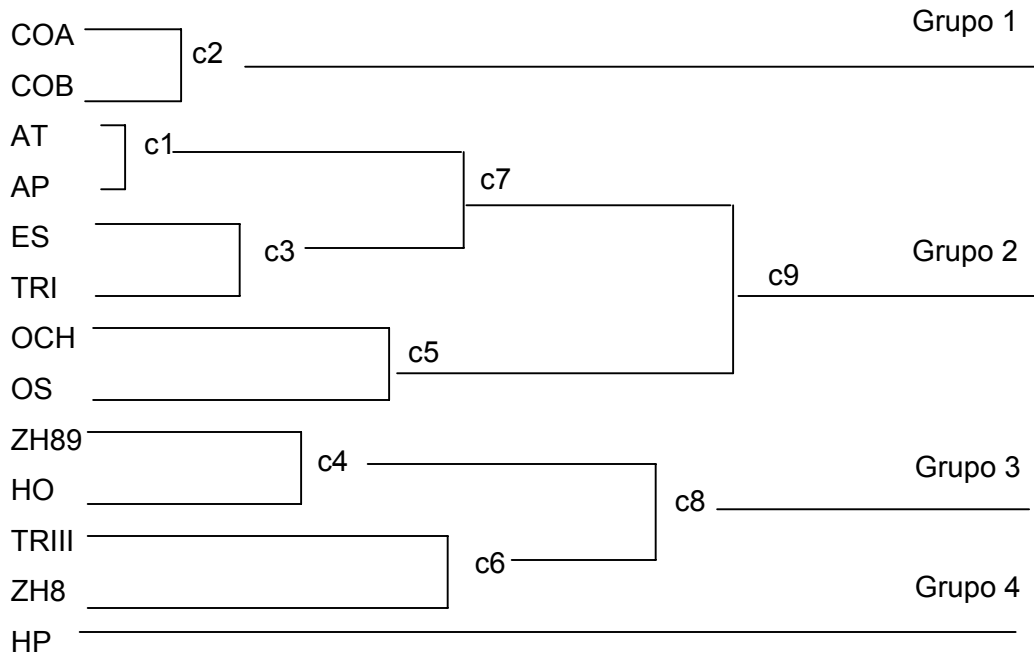 COA
Grupo 1
c2
COB
AT
c1
AP
c7
ES
c3
Grupo 2
TRI
c9
OCH
c5
OS
ZH89
c4
Grupo 3
HO
c8
TRIII
c6
ZH8
Grupo 4
HP